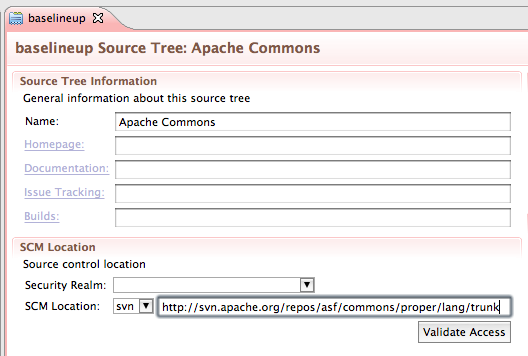 baselineup
baselineup Source Tree: Apache Commons
Source Tree Information
General information about this source tree
Name: Apache Commons
Homepage:
Documentation:
Issue Tracking:
Builds:
SCM Location
Source control location
Security Realm:
SCM Location: svn http://svn.apache.org/repos/asf/commons/proper/lang/trunk
Validate Access